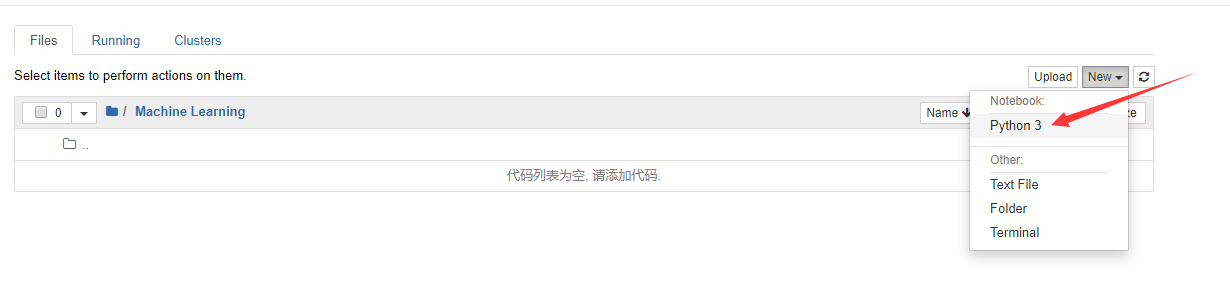 Files Running Clusters
Select items to perform actions on them.
Upload New
0 / Machine Learning Name
Notebook:
Python 3
..
代码列表为空, 请添加代码.
Other:
Text File
Folder
Terminal